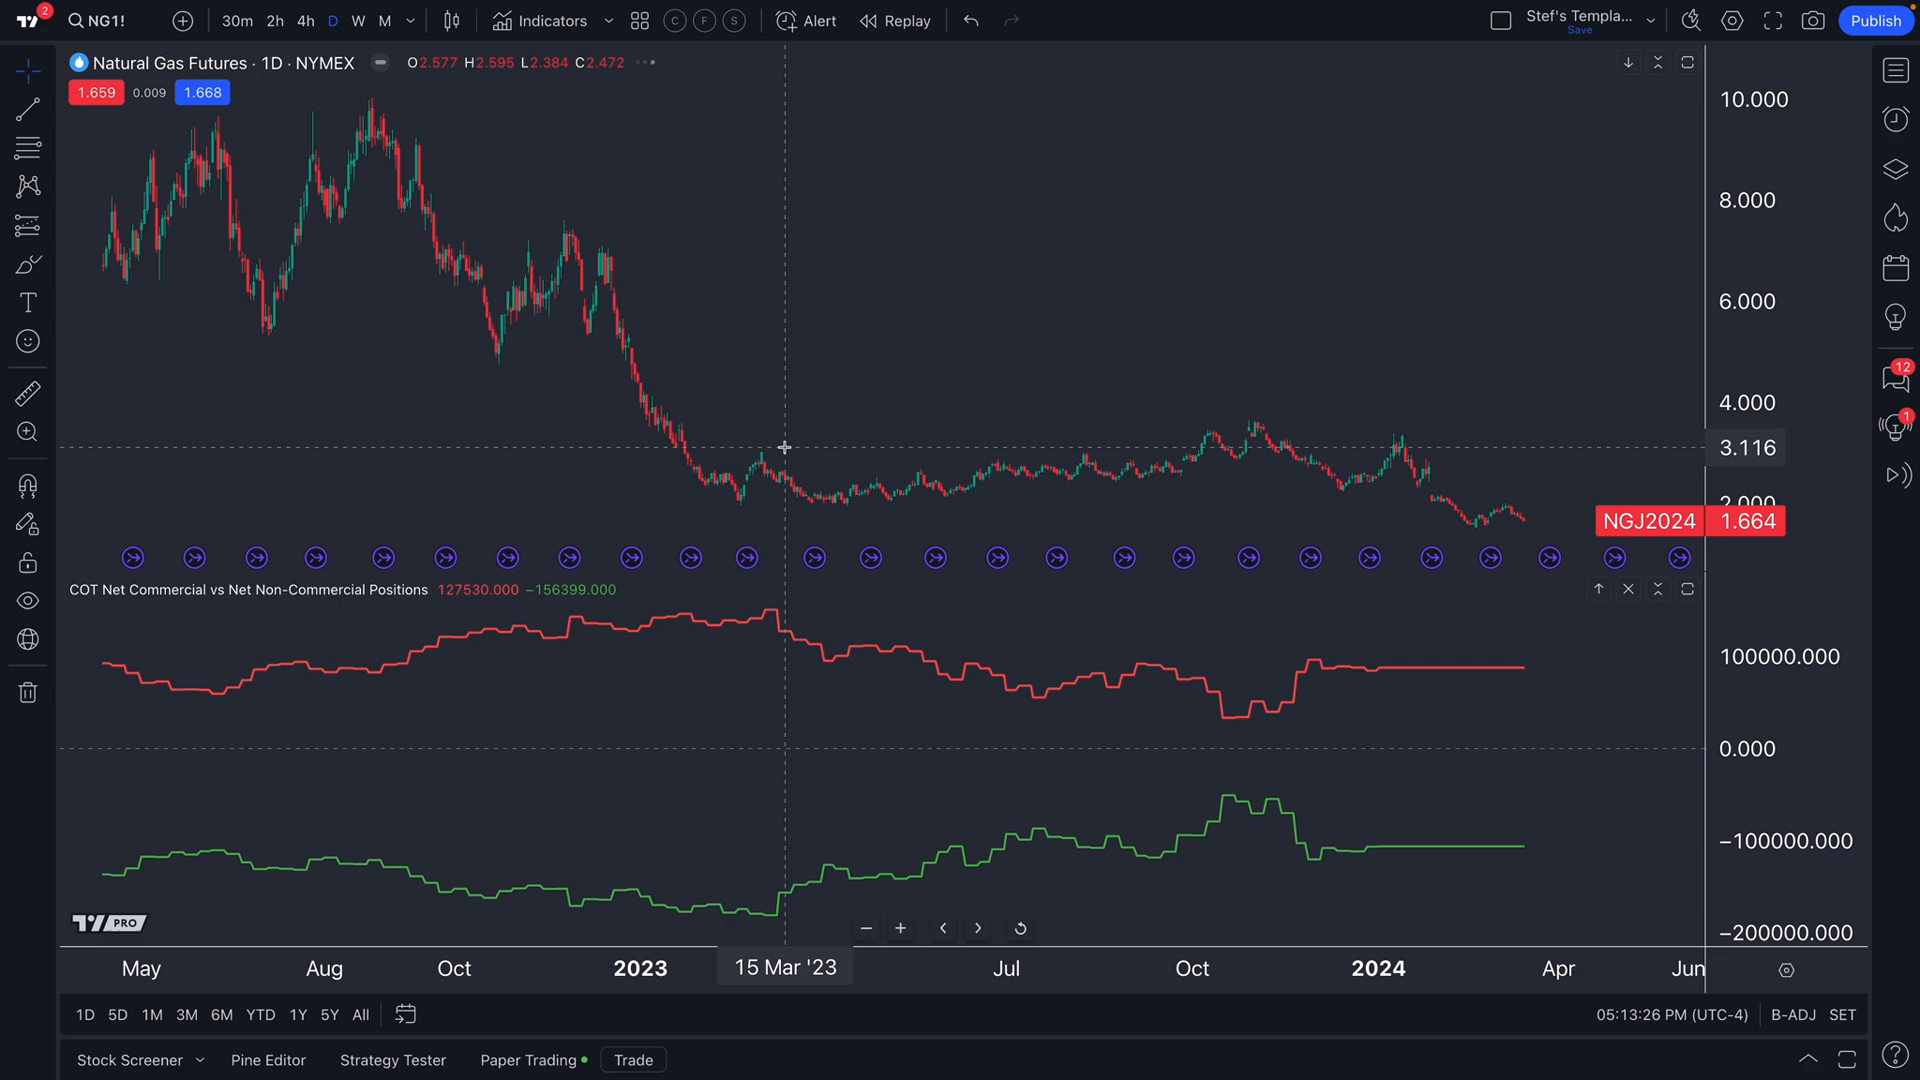 2
NG1!
30m 2h 4h D W M
Indicators
C F S
Alert
Replay
Stef's Templa...
Save
Publish
Natural Gas Futures · 1D · NYMEX
O2.577 H2.595 L2.384 C2.472
1.659 0.009 1.668
10.000
8.000
6.000
4.000
3.116
2.000
NGJ2024 1.664
12
1
COT Net Commercial vs Net Non-Commercial Positions 127530.000 −156399.000
100000.000
0.000
−100000.000
−200000.000
PRO
May Aug Oct 2023 15 Mar '23 Jul Oct 2024 Apr Jun
1D 5D 1M 3M 6M YTD 1Y 5Y All
05:13:26 PM (UTC-4) B-ADJ SET
Stock Screener Pine Editor Strategy Tester Paper Trading Trade